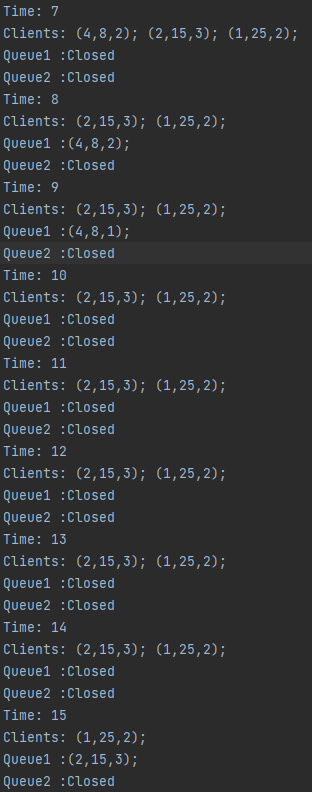 Time: 7
Clients: (4,8,2); (2,15,3); (1,25,2);
Queue1 :Closed
Queue2 :Closed
Time: 8
Clients: (2,15,3); (1,25,2);
Queue1 :(4,8,2);
Queue2 :Closed
Time: 9
Clients: (2,15,3); (1,25,2);
Queue1 :(4,8,1);
Queue2 :Closed
Time: 10
Clients: (2,15,3); (1,25,2);
Queue1 :Closed
Queue2 :Closed
Time: 11
Clients: (2,15,3); (1,25,2);
Queue1 :Closed
Queue2 :Closed
Time: 12
Clients: (2,15,3); (1,25,2);
Queue1 :Closed
Queue2 :Closed
Time: 13
Clients: (2,15,3); (1,25,2);
Queue1 :Closed
Queue2 :Closed
Time: 14
Clients: (2,15,3); (1,25,2);
Queue1 :Closed
Queue2 :Closed
Time: 15
Clients: (1,25,2);
Queue1 :(2,15,3);
Queue2 :Closed